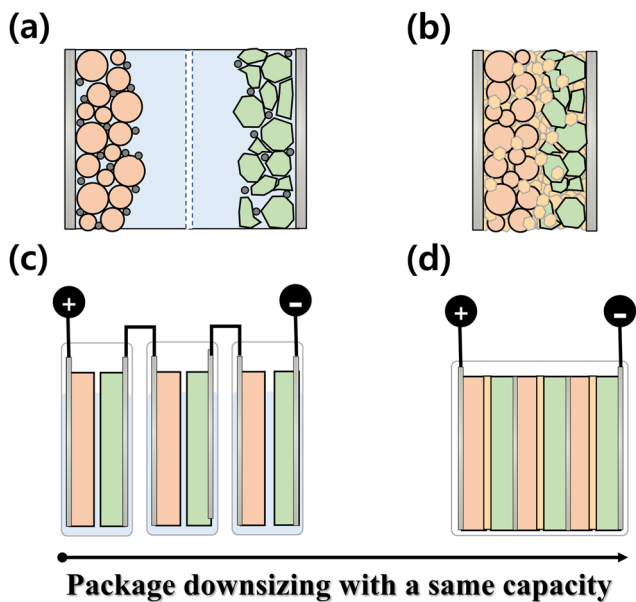 (a)
(b)
(c)
(d)
+
-
+
-
Package downsizing with a same capacity